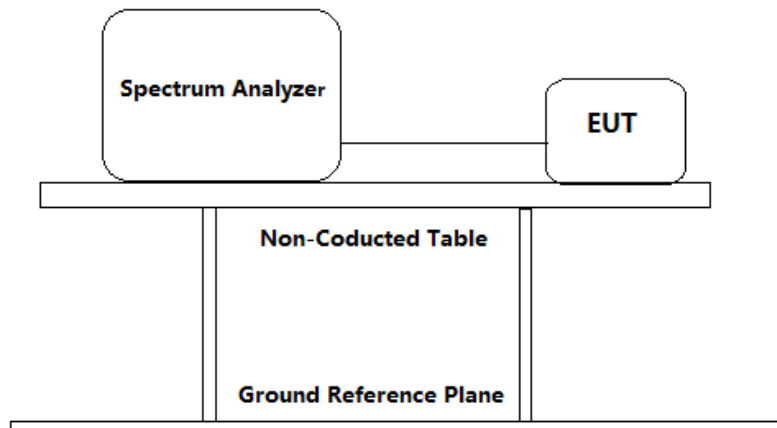 Spectrum Analyzer
EUT
Non-Coducted Table
Ground Reference Plane